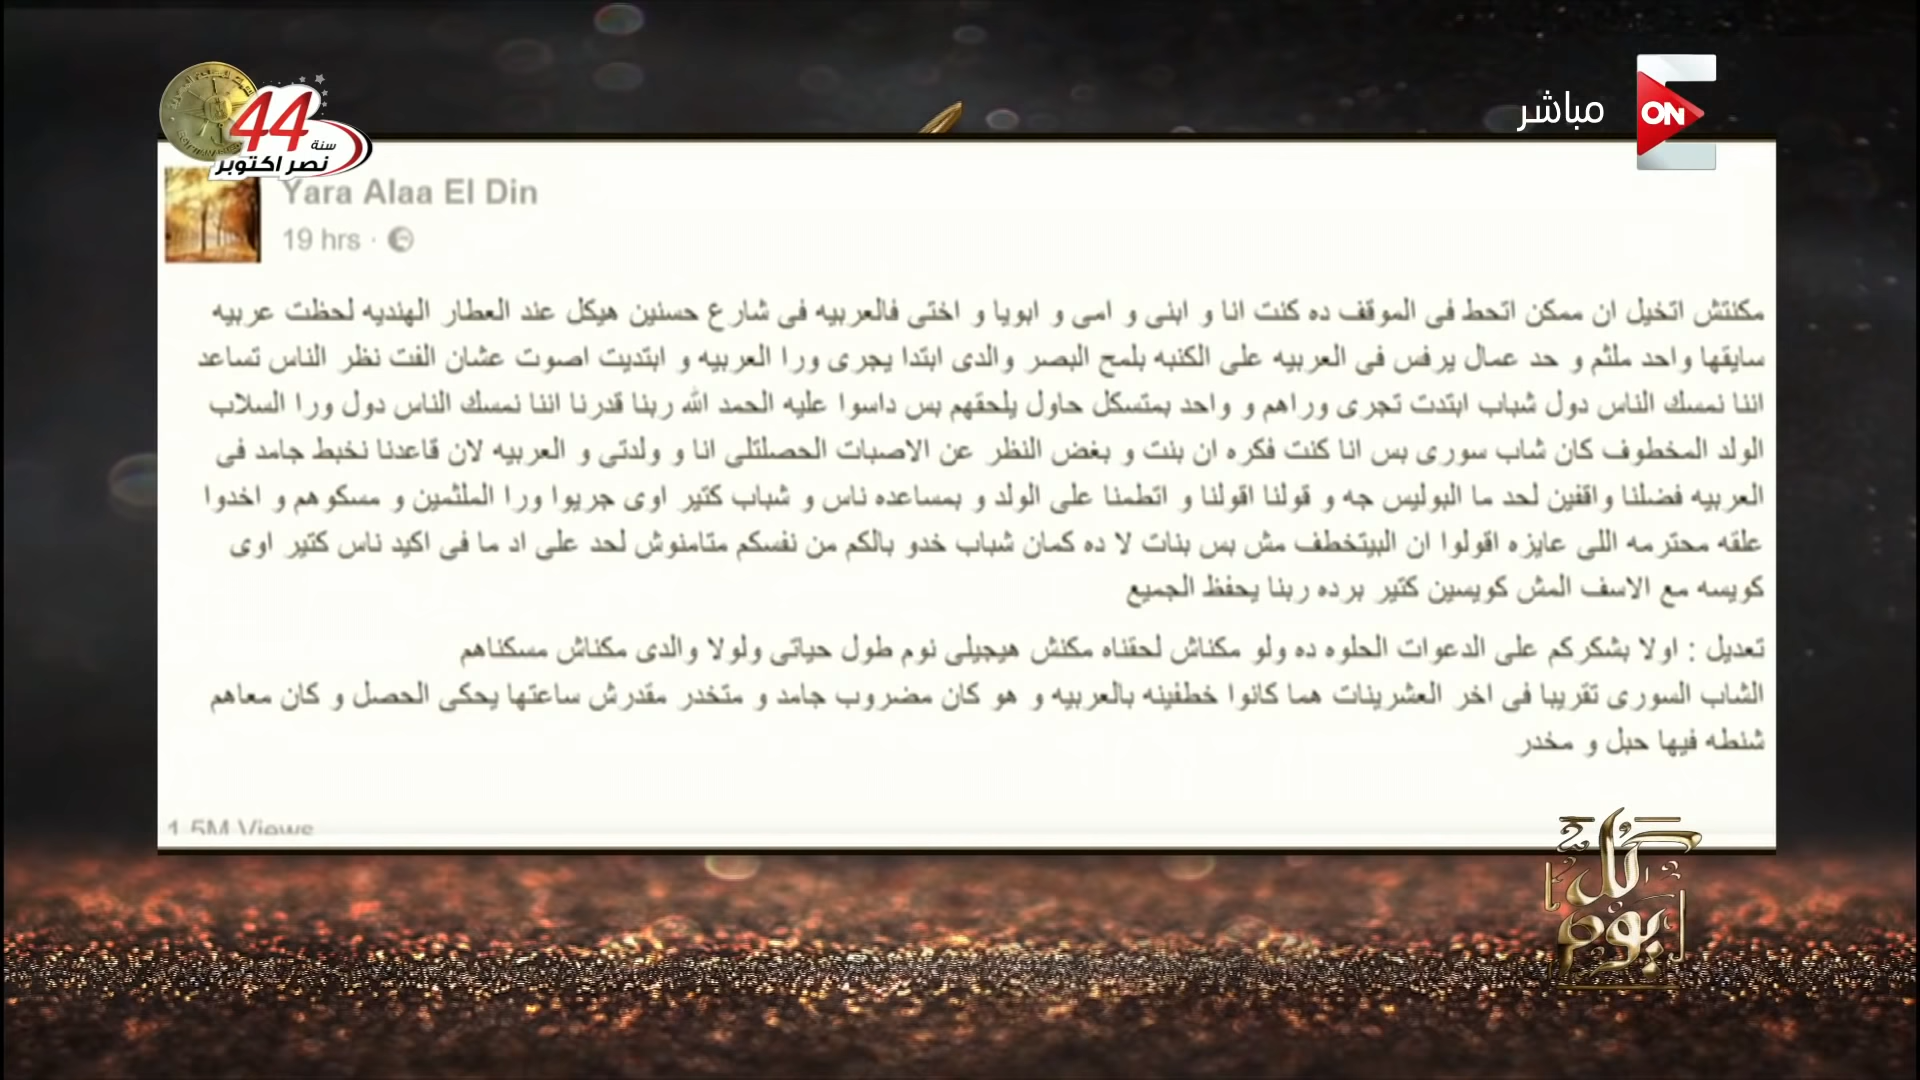 44
سنة
نصر اكتوبر
مباشر
ON
Yara Alaa El Din
19 hrs ·
مكنتش اتخيل ان ممكن اتحط فى الموقف ده كنت انا و ابنى و امى و ابويا و اختى فالعربيه فى شارع حسنين هيكل عند العطار الهنديه لحظت عربيه
سايقها واحد ملثم و حد عمال يرفس فى العربيه على الكنبه بلمح البصر والدى ابتدا يجرى ورا العربيه و ابتديت اصوت عشان الفت نظر الناس تساعد
اننا نمسك الناس دول شباب ابتدت تجرى وراهم و واحد بمتسكل حاول يلحقهم بس داسوا عليه الحمد الله ربنا قدرنا اننا نمسك الناس دول ورا السلاب
الولد المخطوف كان شاب سورى بس انا كنت فكره ان بنت و بغض النظر عن الاصبات الحصلتلى انا و ولدتى و العربيه لان قاعدنا نخبط جامد فى
العربيه فضلنا واقفين لحد ما البوليس جه و قولنا اقولنا و اتطمنا على الولد و بمساعده ناس و شباب كتير اوى جريوا ورا الملثمين و مسكوهم و اخدوا
علقه محترمه اللى عايزه اقولوا ان البيتخطف مش بس بنات لا ده كمان شباب خدو بالكم من نفسكم متامنوش لحد على اد ما فى اكيد ناس كتير اوى
كويسه مع الاسف المش كويسين كتير برده ربنا يحفظ الجميع
تعديل : اولا بشكركم على الدعوات الحلوه ده ولو مكناش لحقناه مكنش هيجيلى نوم طول حياتى ولولا والدى مكناش مسكناهم
الشاب السورى تقريبا فى اخر العشرينات هما كانوا خطفينه بالعربيه و هو كان مضروب جامد و متخدر مقدرش ساعتها يحكى الحصل و كان معاهم
شنطه فيها حبل و مخدر
1.5M Views
كل
يوم